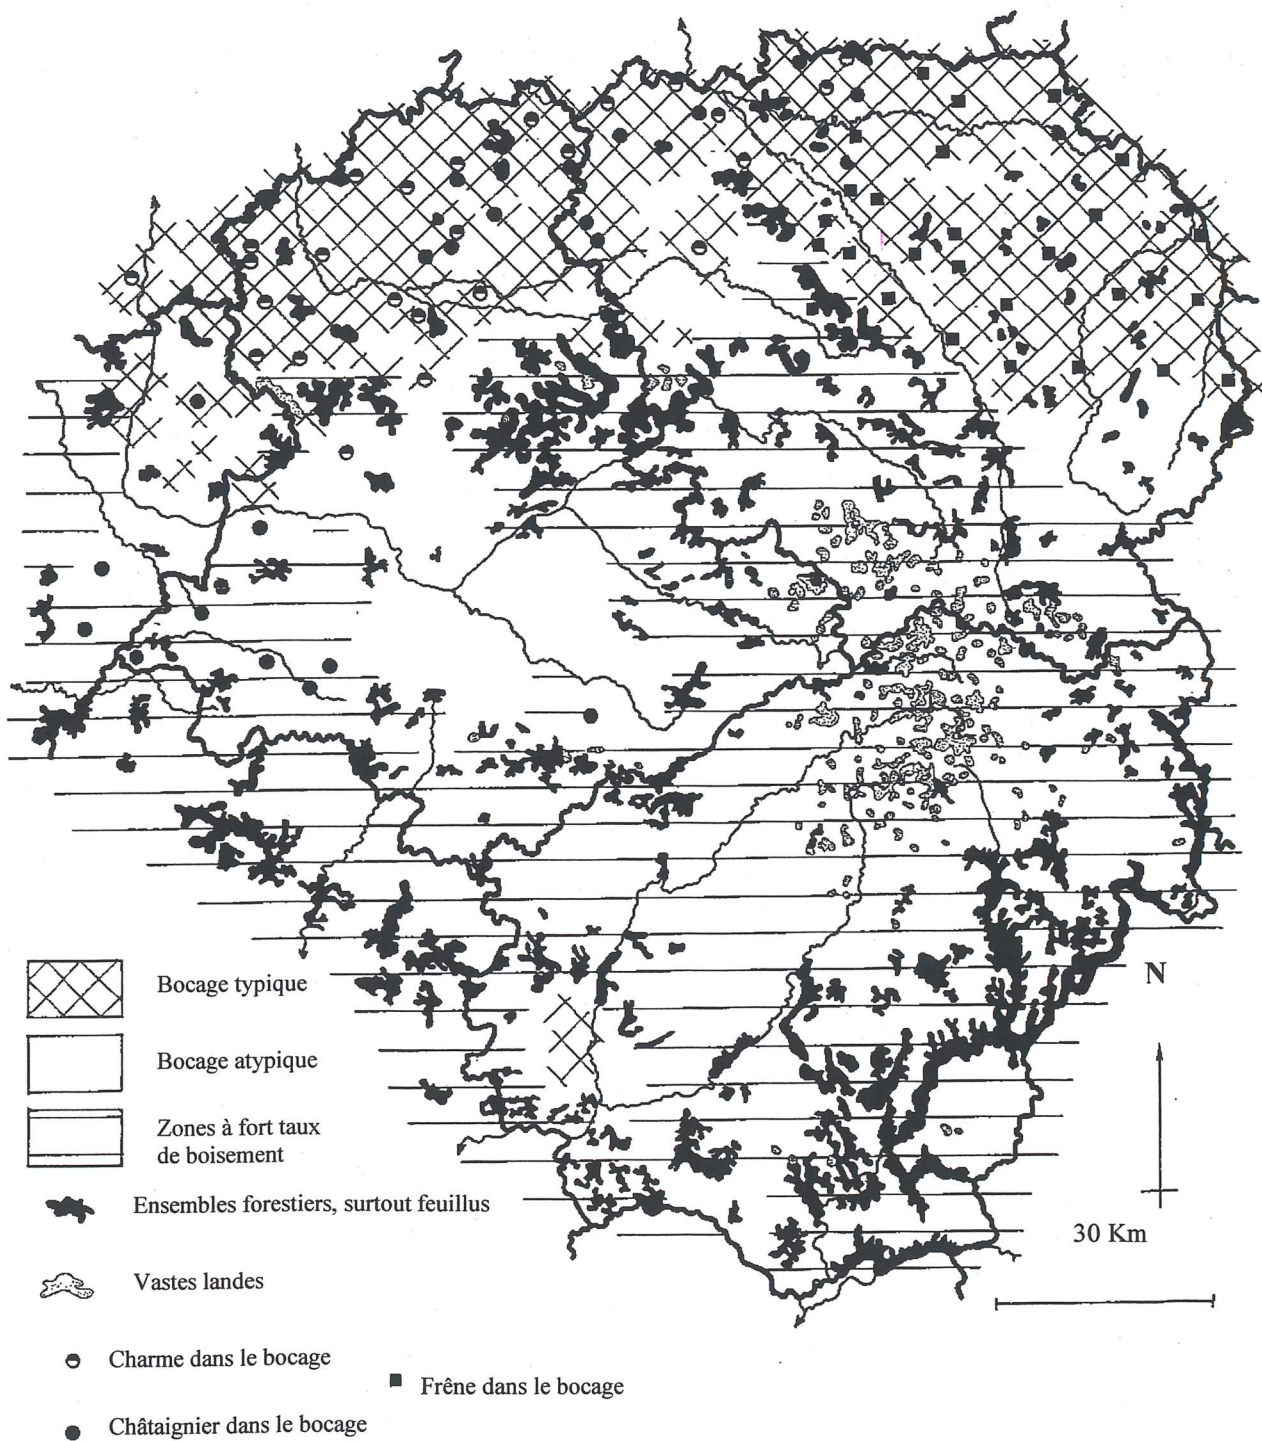 Bocage typique
N
Bocage atypique
Zones à fort taux
de boisement
Ensembles forestiers, surtout feuillus
30 Km
Vastes landes
Charme dans le bocage
Frêne dans le bocage
Châtaignier dans le bocage